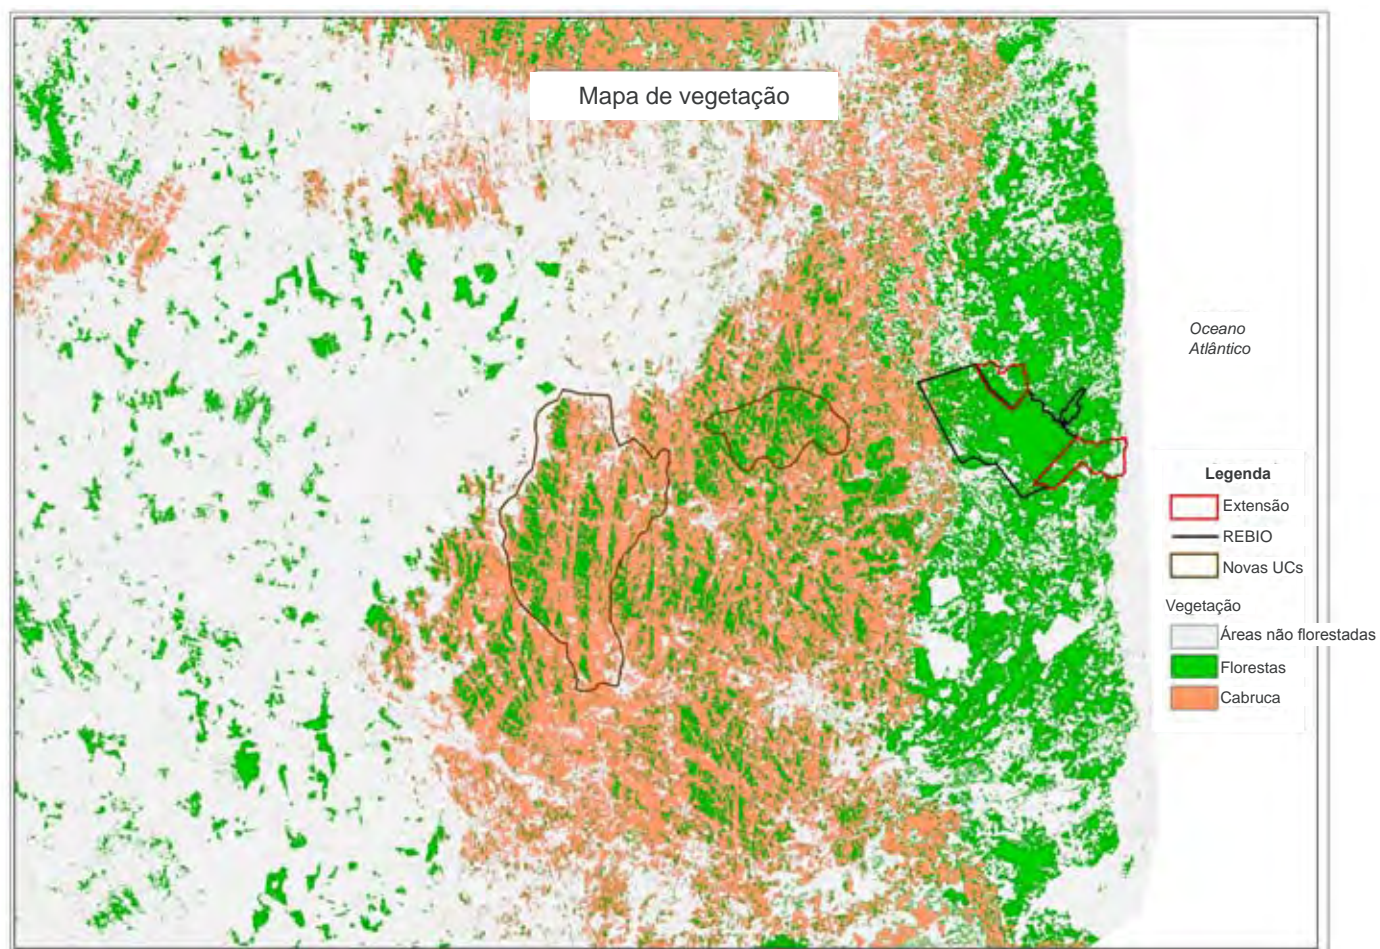 Mapa de vegetação
Oceano
Atlântico
Legenda
Extensão
REBIO
Novas UCs
Vegetação
Áreas não florestadas
Florestas
Cabruca